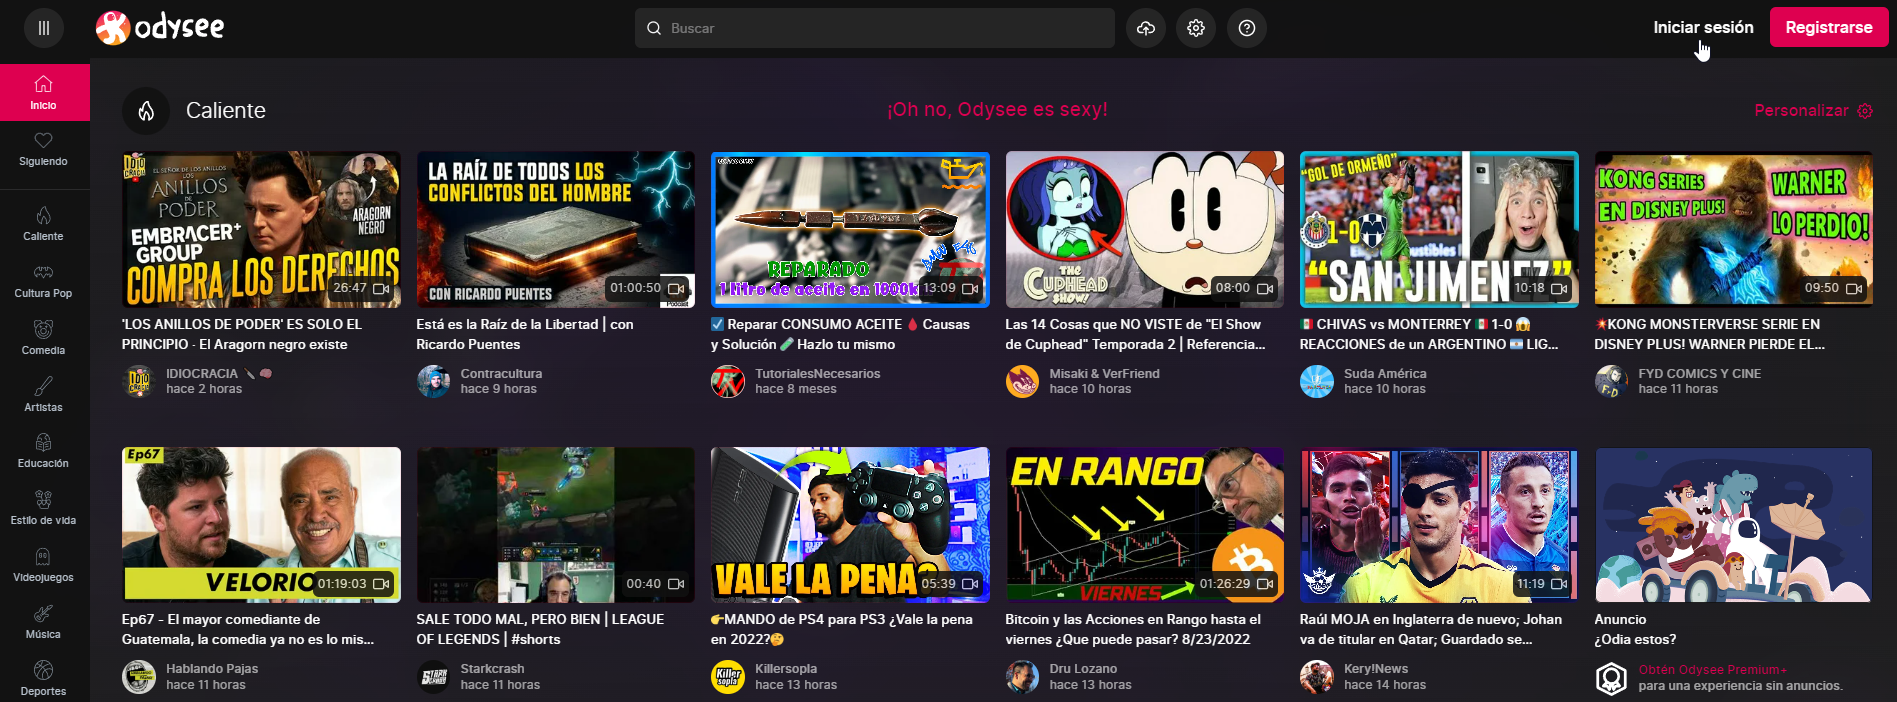 odysee
Buscar
Iniciar sesión
Registrarse
Inicio
Siguiendo
Caliente
Cultura Pop
Comedia
Artistas
Educación
Estilo de vida
Videojuegos
Música
Deportes
Caliente
¡Oh no, Odysee es sexy!
Personalizar
EL SEÑOR DE LOS ANILLOS
LOS
ANILLOS
DE
PODER
ARAGORN
NEGRO
EMBRACER+
GROUP
COMPRA LOS DERECHOS
26:47
'LOS ANILLOS DE PODER' ES SOLO EL
PRINCIPIO - El Aragorn negro existe
IDIOCRACIA
hace 2 horas
LA RAÍZ DE TODOS LOS
CONFLICTOS DEL HOMBRE
CON RICARDO PUENTES
01:00:50
Podcast
Está es la Raíz de la Libertad | con
Ricardo Puentes
Contracultura
hace 9 horas
REPARADO
1 litro de aceite en 1800k
13:09
Reparar CONSUMO ACEITE 🩸 Causas
y Solución 🧪 Hazlo tu mismo
TutorialesNecesarios
hace 8 meses
THE
CUPHEAD
SHOW!
08:00
Las 14 Cosas que NO VISTE de "El Show
de Cuphead" Temporada 2 | Referencia...
Misaki & VerFriend
hace 10 horas
"GOL DE ORMEÑO"
1-0
"SAN JIMENEZ"
10:18
🇲🇽 CHIVAS vs MONTERREY 🇲🇽 1-0 😱
REACCIONES de un ARGENTINO 🇦🇷 LIG...
Suda América
hace 10 horas
KONG SERIES
EN DISNEY PLUS!
WARNER
LO PERDIO!
09:50
💥KONG MONSTERVERSE SERIE EN
DISNEY PLUS! WARNER PIERDE EL...
FYD COMICS Y CINE
hace 11 horas
Ep67
VELORIO
01:19:03
Ep67 - El mayor comediante de
Guatemala, la comedia ya no es lo mis...
Hablando Pajas
hace 11 horas
00:40
SALE TODO MAL, PERO BIEN | LEAGUE
OF LEGENDS | #shorts
Starkcrash
hace 11 horas
VALE LA PENA?
05:39
👉MANDO de PS4 para PS3 ¿Vale la pena
en 2022?🤔
Killersopla
hace 13 horas
EN RANGO
VIERNES
01:26:29
Bitcoin y las Acciones en Rango hasta el
viernes ¿Que puede pasar? 8/23/2022
Dru Lozano
hace 13 horas
11:19
Raúl MOJA en Inglaterra de nuevo; Johan
va de titular en Qatar; Guardado se...
Kery!News
hace 14 horas
Anuncio
¿Odia estos?
Obtén Odysee Premium+
para una experiencia sin anuncios.